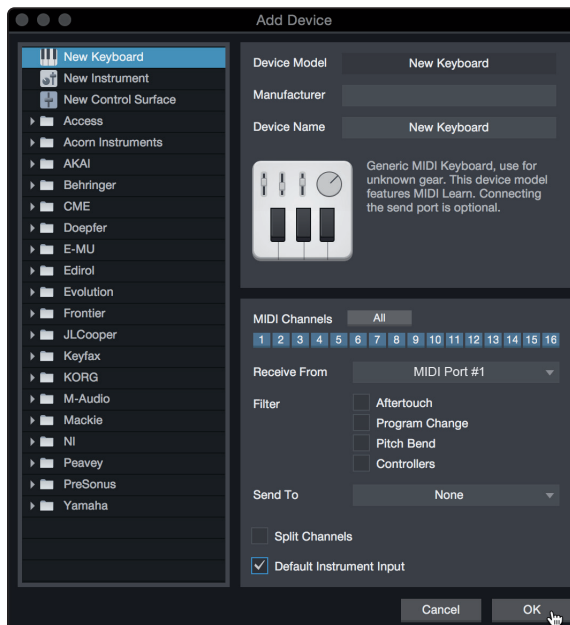 Add Device
New Keyboard
New Instrument
New Control Surface
Access
Acorn Instruments
AKAI
Behringer
CME
Doepfer
E-MU
Edirol
Evolution
Frontier
JLCooper
Keyfax
KORG
M-Audio
Mackie
NI
Peavey
PreSonus
Yamaha
Device Model New Keyboard
Manufacturer
Device Name New Keyboard
Generic MIDI Keyboard, use for
unknown gear. This device model
features MIDI Learn. Connecting
the send port is optional.
MIDI Channels All
1 2 3 4 5 6 7 8 9 10 11 12 13 14 15 16
Receive From MIDI Port #1
Filter Aftertouch
Program Change
Pitch Bend
Controllers
Send To None
Split Channels
Default Instrument Input
Cancel OK